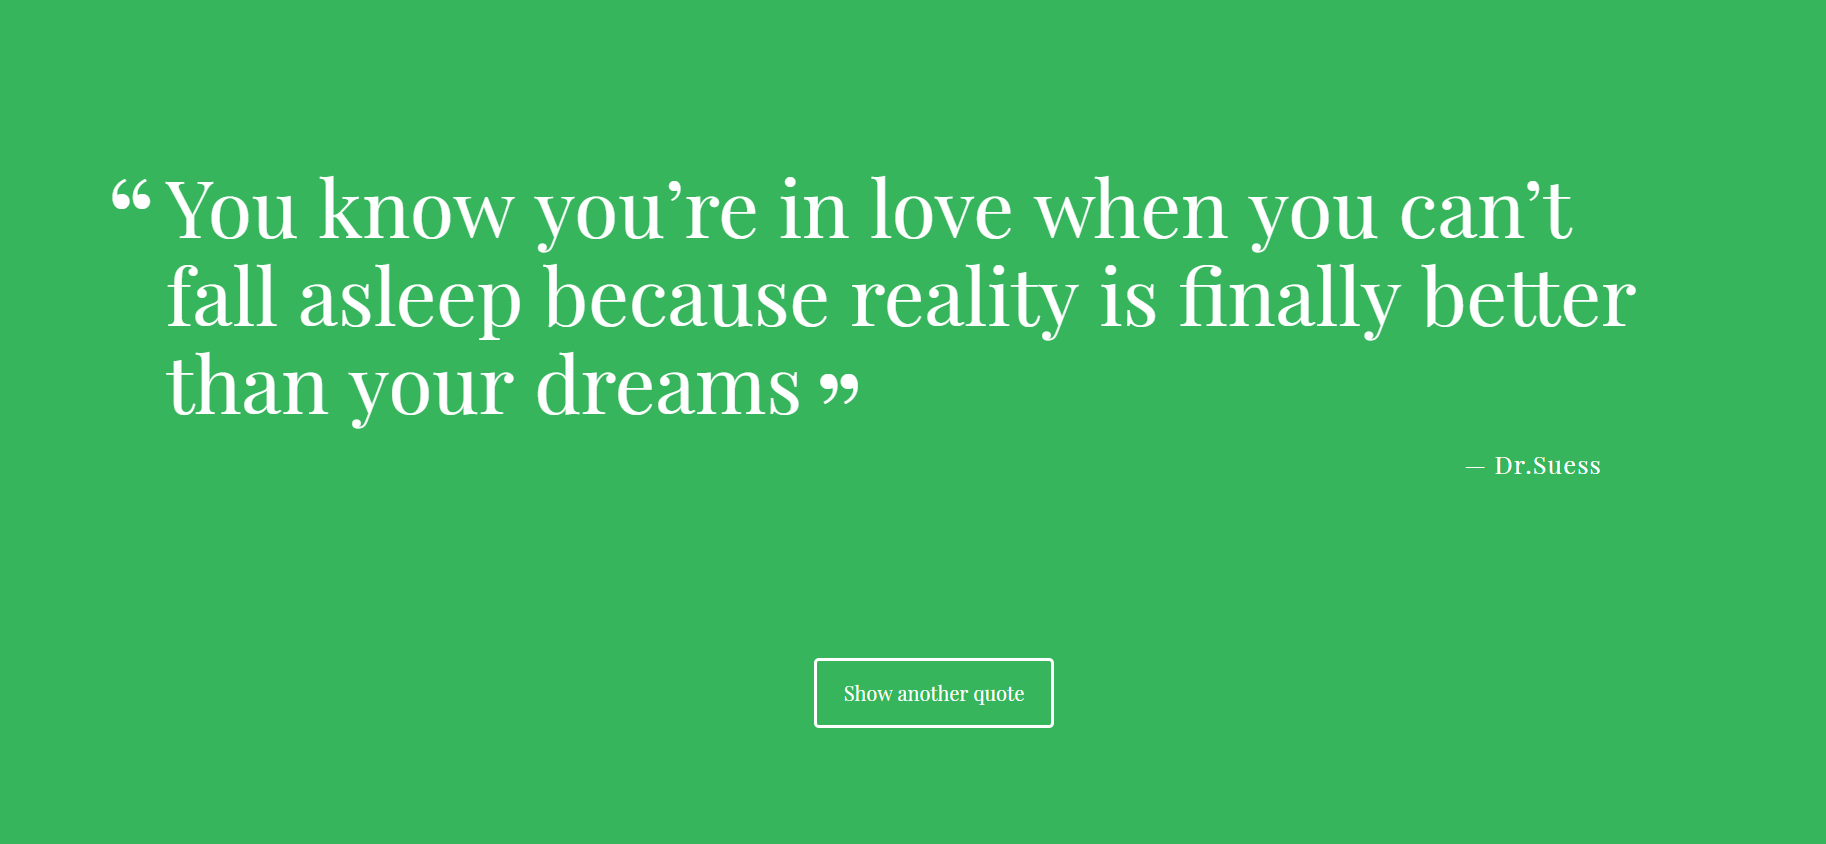 “ You know you’re in love when you can’t
fall asleep because reality is finally better
than your dreams ”
— Dr.Suess
Show another quote